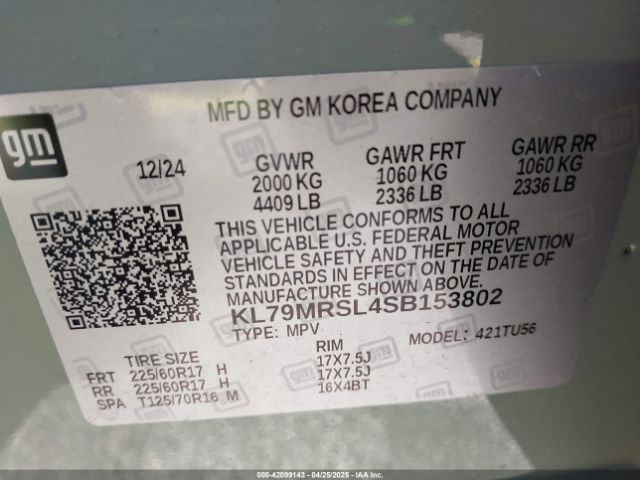 MFD BY GM KOREA COMPANY
gm
12/24
GVWR GAWR FRT GAWR RR
2000 KG 1060 KG 1060 KG
4409 LB 2336 LB 2336 LB
THIS VEHICLE CONFORMS TO ALL
APPLICABLE U.S. FEDERAL MOTOR
VEHICLE SAFETY AND THEFT PREVENTION
STANDARDS IN EFFECT ON THE DATE OF
MANUFACTURE SHOWN ABOVE.
KL79MRSL4SB153802
TYPE: MPV MODEL: 421TU56
TIRE SIZE RIM
FRT 225/60R17 H 17X7.5J
RR 225/60R17 H 17X7.5J
SPA T125/70R16 M 16X4BT
000-42099143 - 04/25/2025 - IAA Inc.